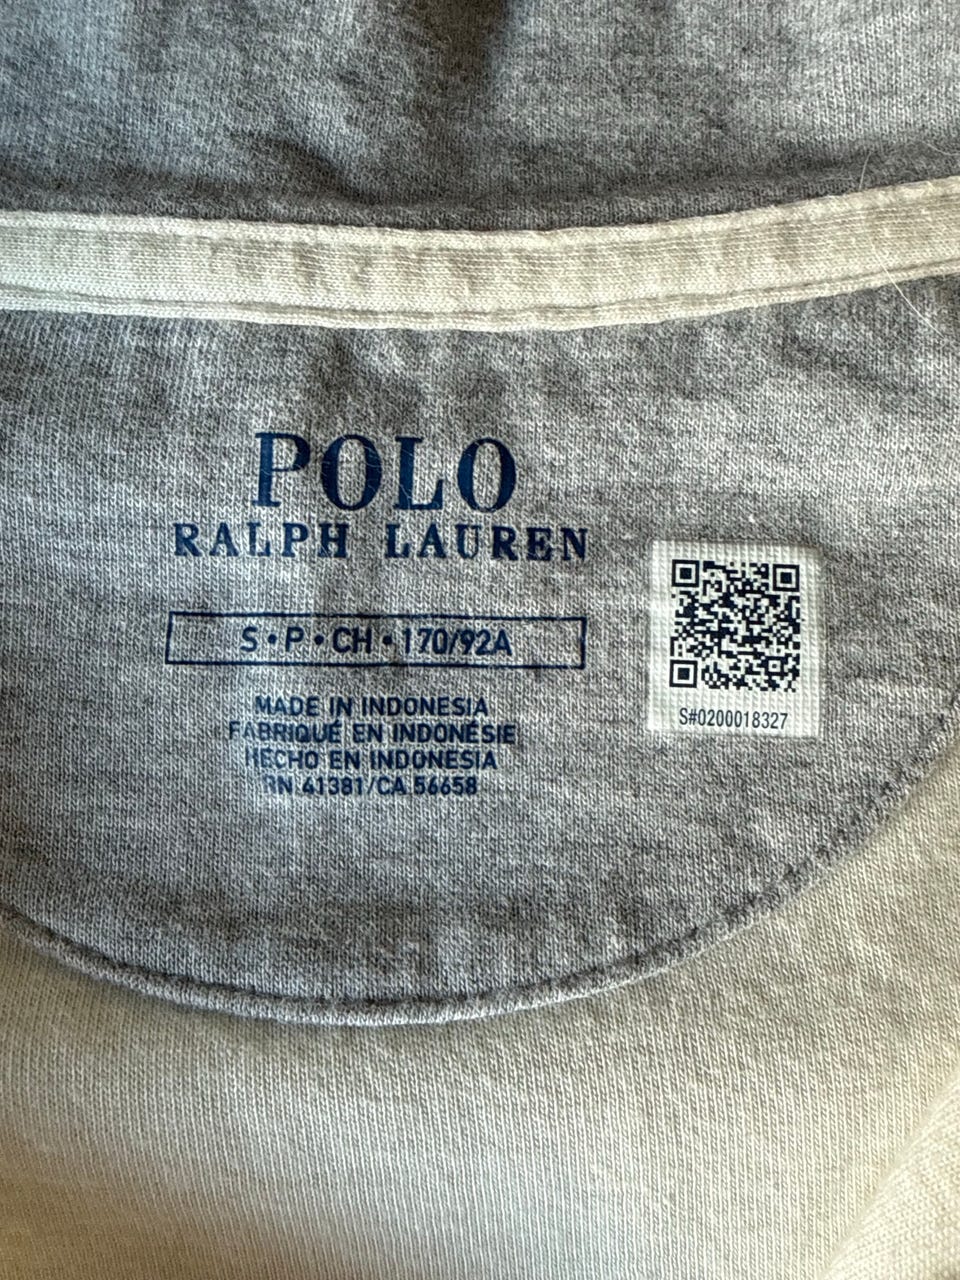 POLO
RALPH LAUREN
S • P • CH • 170/92A
MADE IN INDONESIA
FABRIQUÉ EN INDONÉSIE
HECHO EN INDONESIA
RN 41381/CA 56658
S#0200018327